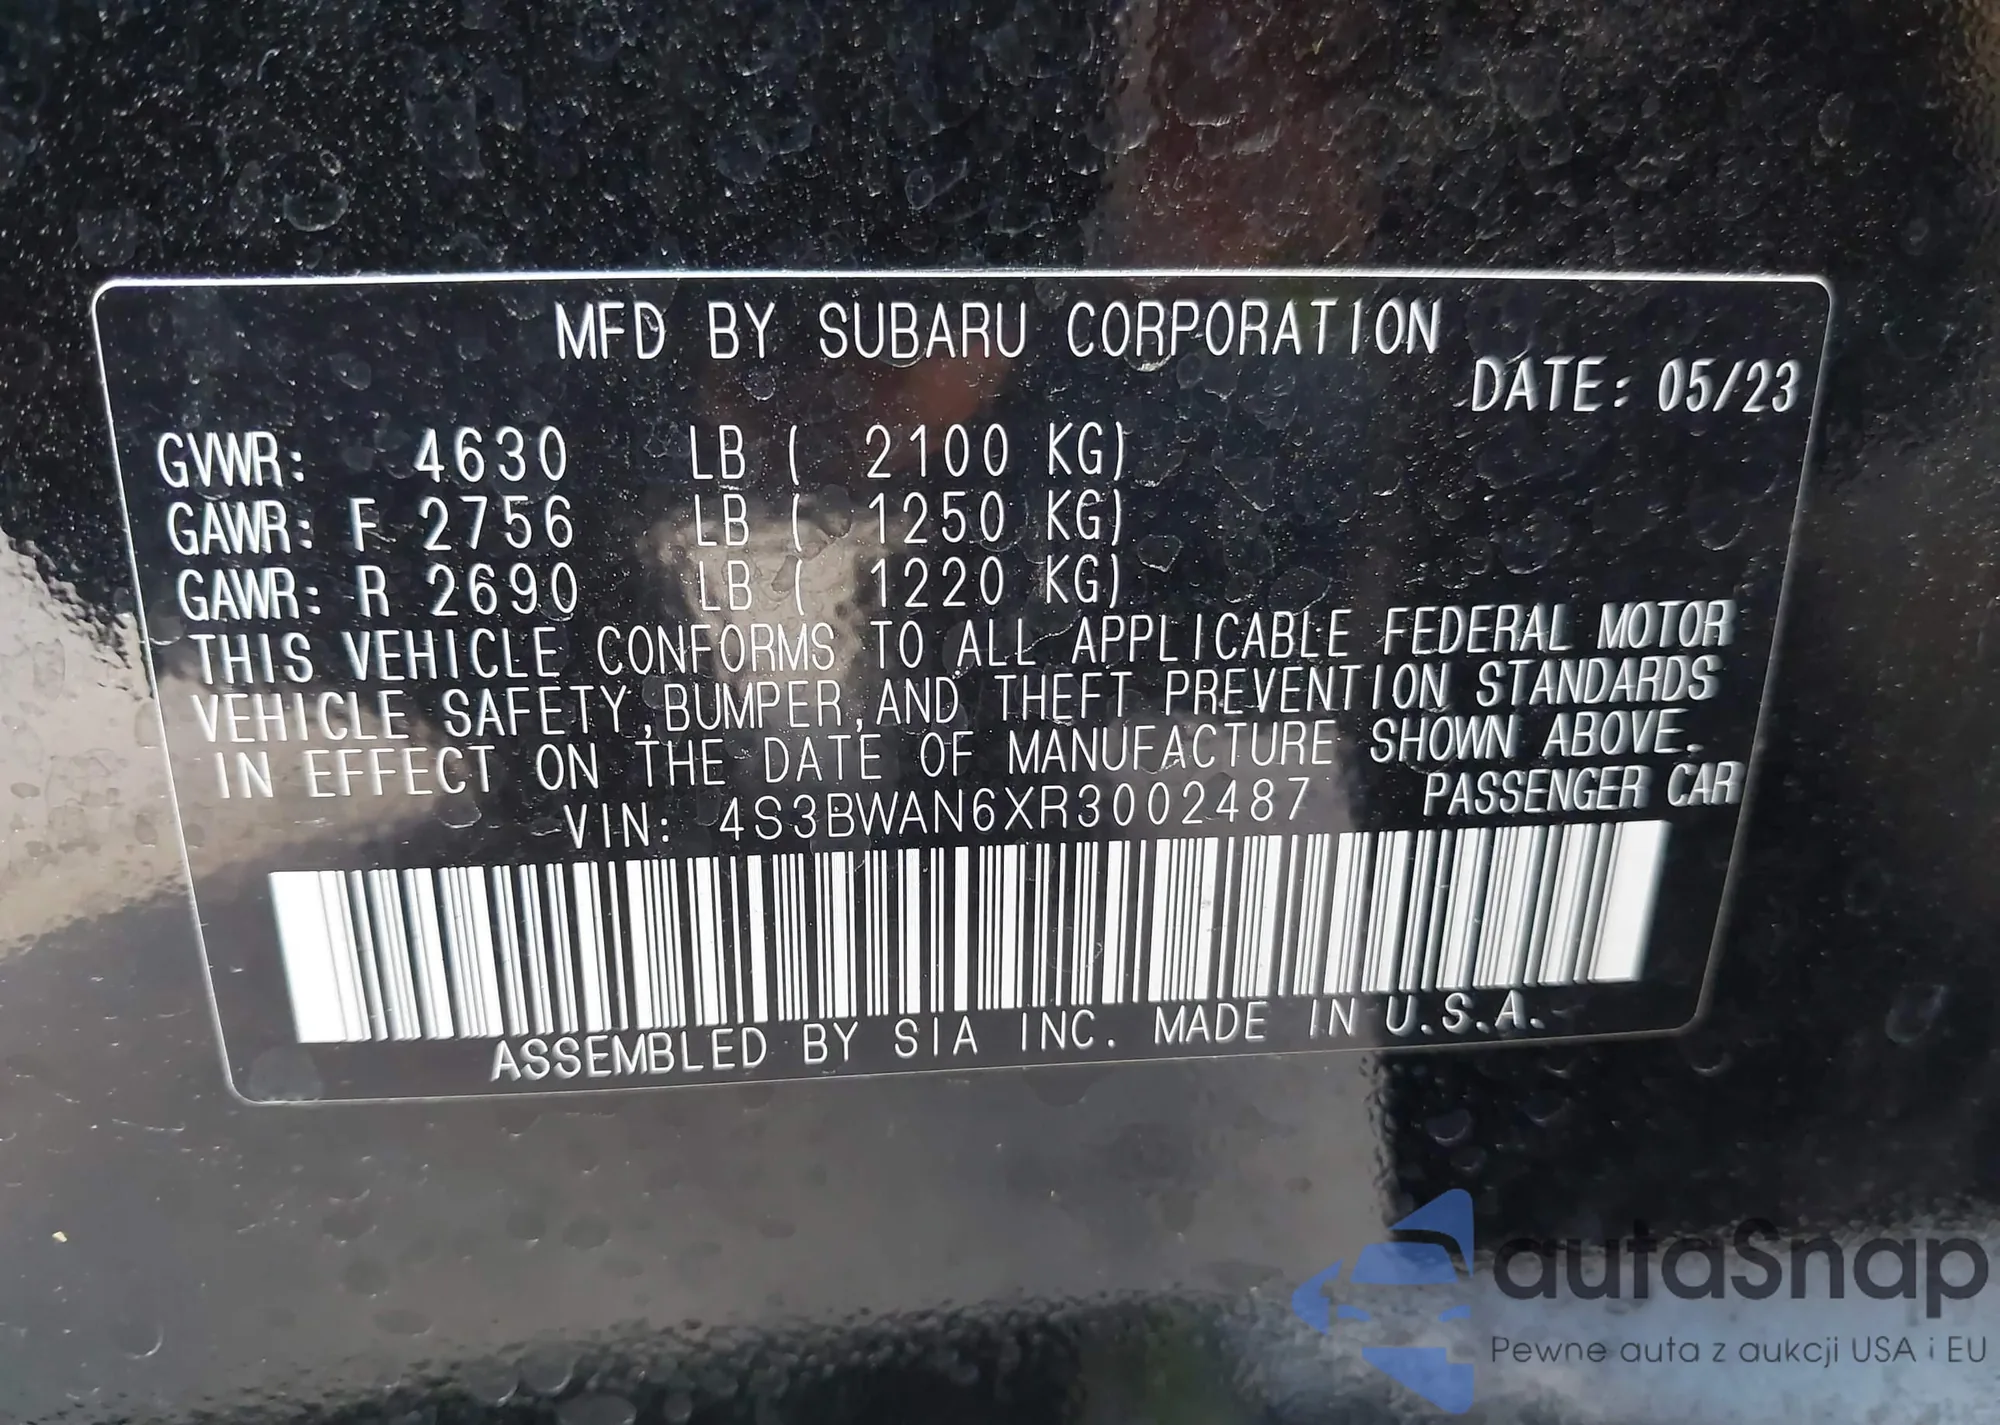 MFD BY SUBARU CORPORATION
DATE: 05/23
GVWR: 4630 LB ( 2100 KG)
GAWR: F 2756 LB ( 1250 KG)
GAWR: R 2690 LB ( 1220 KG)
THIS VEHICLE CONFORMS TO ALL APPLICABLE FEDERAL MOTOR
VEHICLE SAFETY,BUMPER,AND THEFT PREVENTION STANDARDS
IN EFFECT ON THE DATE OF MANUFACTURE SHOWN ABOVE.
VIN: 4S3BWAN6XR3002487 PASSENGER CAR
ASSEMBLED BY SIA INC. MADE IN U.S.A.
autaSnap
Pewne auta z aukcji USA i EU